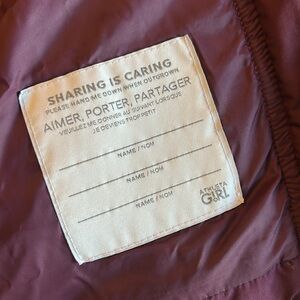 SHARING IS CARING
PLEASE HAND ME DOWN WHEN OUTGROWN
AIMER, PORTER, PARTAGER
VEUILLEZ ME DONNER AU SUIVANT LORSQUE
JE DEVIENS TROP PETIT
NAME / NOM
NAME / NOM
NAME / NOM
ATHLETA
GIRL